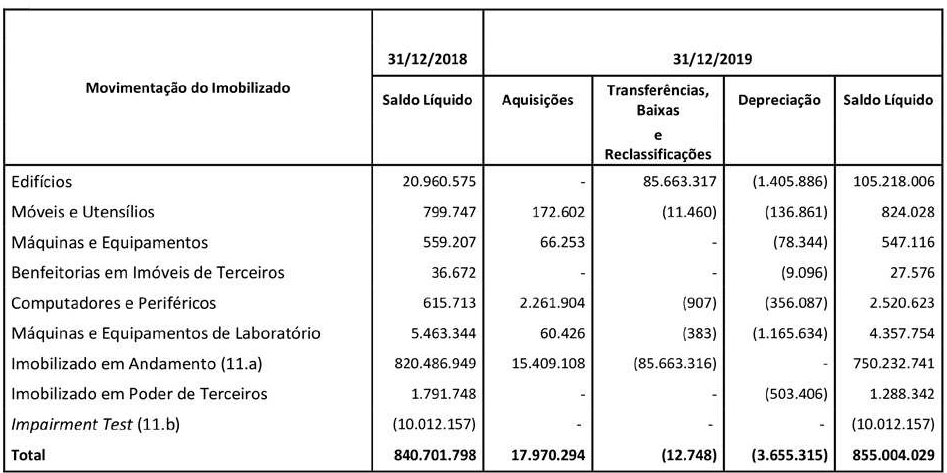 31/12/2018 31/12/2019
Movimentação do Imobilizado Saldo Líquido Aquisições Transferências, Baixas e Reclassificações Depreciação Saldo Líquido
Edifícios 20.960.575 - 85.663.317 (1.405.886) 105.218.006
Móveis e Utensílios 799.747 172.602 (11.460) (136.861) 824.028
Máquinas e Equipamentos 559.207 66.253 - (78.344) 547.116
Benfeitorias em Imóveis de Terceiros 36.672 - - (9.096) 27.576
Computadores e Periféricos 615.713 2.261.904 (907) (356.087) 2.520.623
Máquinas e Equipamentos de Laboratório 5.463.344 60.426 (383) (1.165.634) 4.357.754
Imobilizado em Andamento (11.a) 820.486.949 15.409.108 (85.663.316) - 750.232.741
Imobilizado em Poder de Terceiros 1.791.748 - - (503.406) 1.288.342
Impairment Test (11.b) (10.012.157) - - - (10.012.157)
Total 840.701.798 17.970.294 (12.748) (3.655.315) 855.004.029